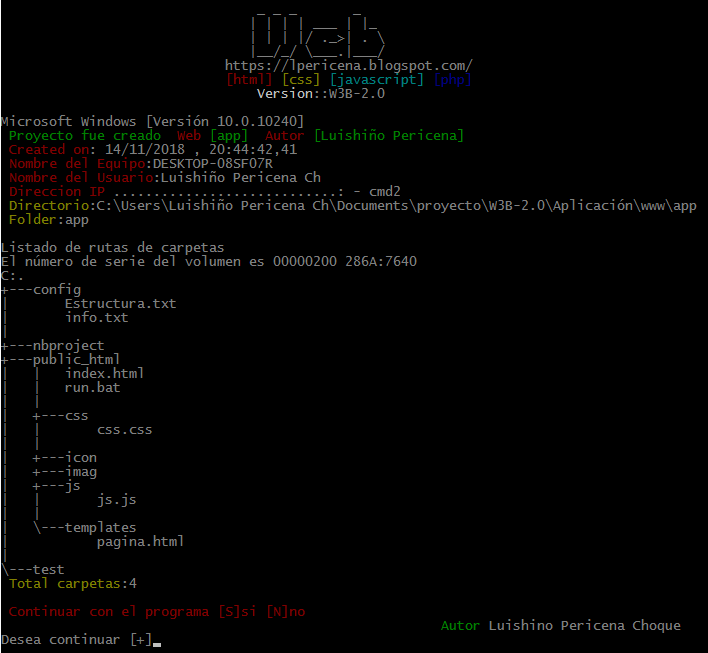 Web
https://lpericena.blogspot.com/
[html] [css] [javascript] [php]
Version::W3B-2.0
Microsoft Windows [Versión 10.0.10240]
Proyecto fue creado  Web [app]  Autor [Luishiño Pericena]
Created on: 14/11/2018 , 20:44:42,41
Nombre del Equipo:DESKTOP-08SF07R
Nombre del Usuario:Luishiño Pericena Ch
Direccion IP ............................: - cmd2
Directorio:C:\Users\Luishiño Pericena Ch\Documents\proyecto\W3B-2.0\Aplicación\www\app
Folder:app
Listado de rutas de carpetas
El número de serie del volumen es 00000200 286A:7640
C:.
+---config
|       Estructura.txt
|       info.txt
|
+---nbproject
+---public_html
|   |   index.html
|   |   run.bat
|   |
|   +---css
|   |       css.css
|   |
|   +---icon
|   +---imag
|   +---js
|   |       js.js
|   |
|   \---templates
|           pagina.html
|
\---test
Total carpetas:4
Continuar con el programa [S]si [N]no
Autor Luishino Pericena Choque
Desea continuar [+]